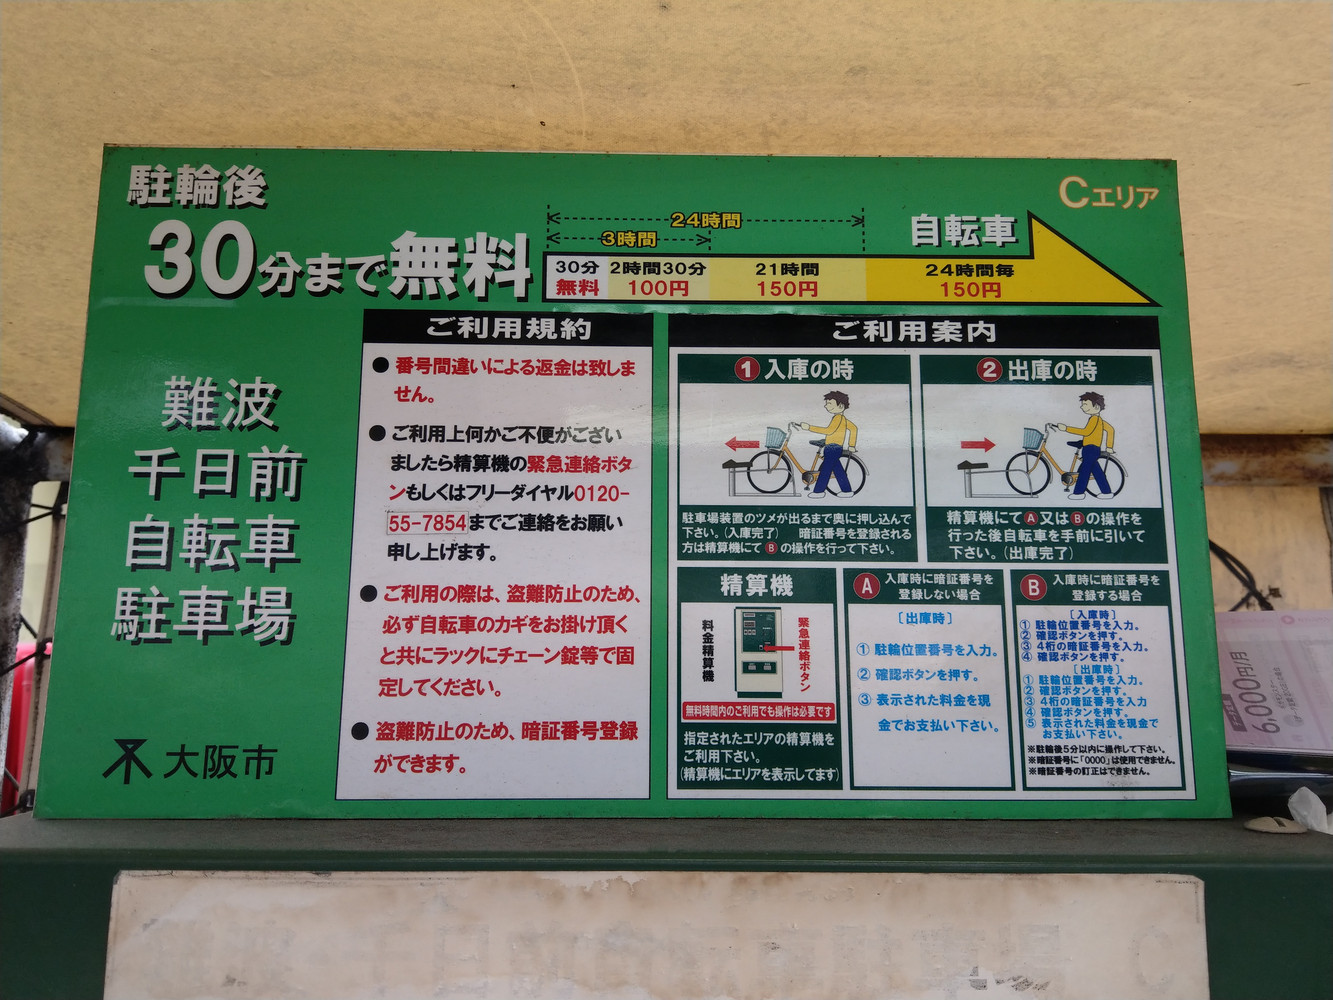 駐輪後
30分まで無料
Cエリア
24時間
3時間
自転車
30分 2時間30分 21時間 24時間毎
無料 100円 150円 150円
難波
千日前
自転車
駐車場
大阪市
ご利用規約
● 番号間違いによる返金は致しま
せん。
● ご利用上何かご不便がござい
ましたら精算機の緊急連絡ボタ
ンもしくはフリーダイヤル0120-
55-7854までご連絡をお願い
申し上げます。
● ご利用の際は、盗難防止のため、
必ず自転車のカギをお掛け頂く
と共にラックにチェーン錠等で固
定してください。
● 盗難防止のため、暗証番号登録
ができます。
ご利用案内
1 入庫の時
駐車場装置のツメが出るまで奥に押し込んで
下さい。(入庫完了) 暗証番号を登録される
方は精算機にて B の操作を行って下さい。
2 出庫の時
精算機にて A 又は B の操作を
行った後自転車を手前に引いて
下さい。(出庫完了)
精算機
料金精算機
緊急連絡ボタン
無料時間内のご利用でも操作は必要です
指定されたエリアの精算機を
ご利用下さい。
(精算機にエリアを表示してます)
A 入庫時に暗証番号を
登録しない場合
〔出庫時〕
① 駐輪位置番号を入力。
② 確認ボタンを押す。
③ 表示された料金を現
金でお支払い下さい。
B 入庫時に暗証番号を
登録する場合
〔入庫時〕
① 駐輪位置番号を入力。
② 確認ボタンを押す。
③ 4桁の暗証番号を入力。
④ 確認ボタンを押す。
〔出庫時〕
① 駐輪位置番号を入力。
② 確認ボタンを押す。
③ 4桁の暗証番号を入力
④ 確認ボタンを押す。
⑤ 表示された料金を現金で
お支払い下さい。
※駐輪後5分以内に操作して下さい。
※暗証番号に「0000」は使用できません。
※暗証番号の訂正はできません。
6,000円/月